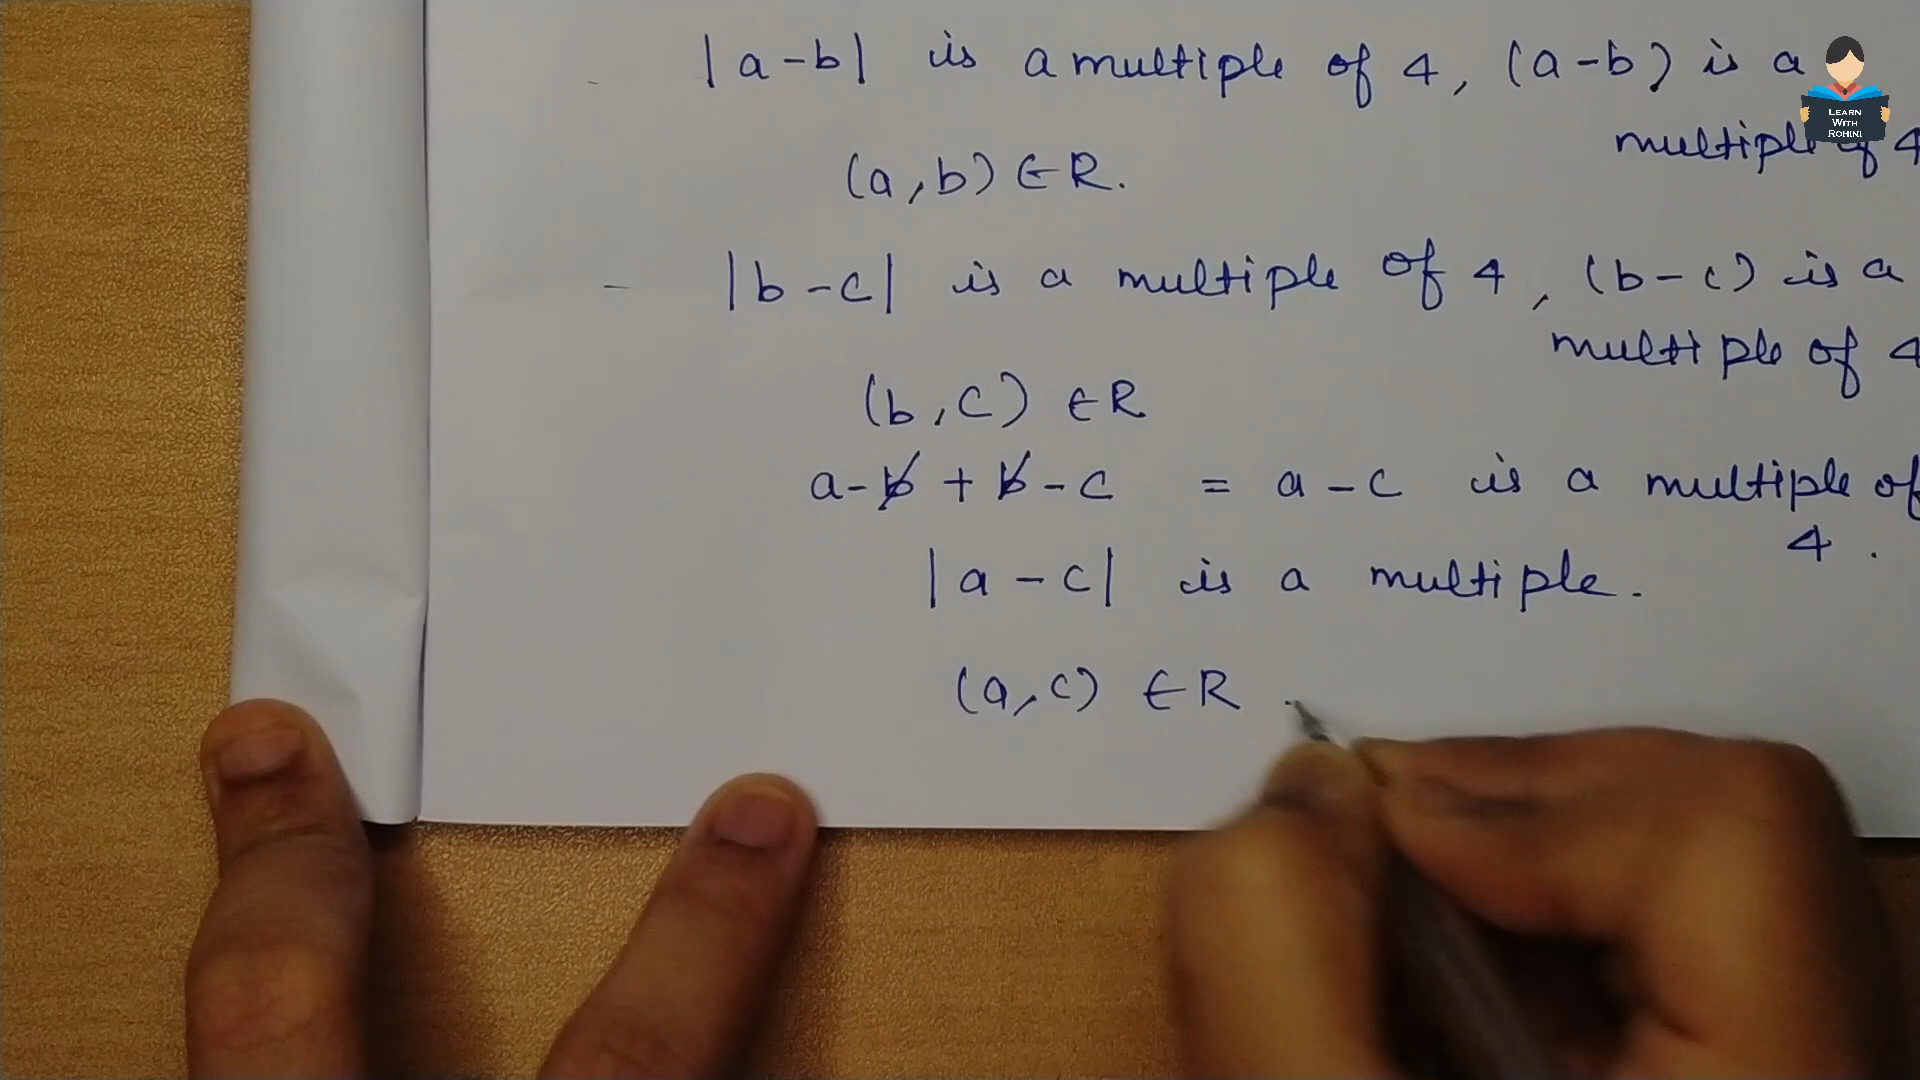 |a-b| is a multiple of 4, (a-b) is a
multiple of 4
(a,b) ∈ R.
|b-c| is a multiple of 4, (b-c) is a
multiple of 4
(b,c) ∈ R
a-b + b-c = a-c is a multiple of
4.
|a-c| is a multiple.
(a,c) ∈ R
LEARN
WITH
ROHINI